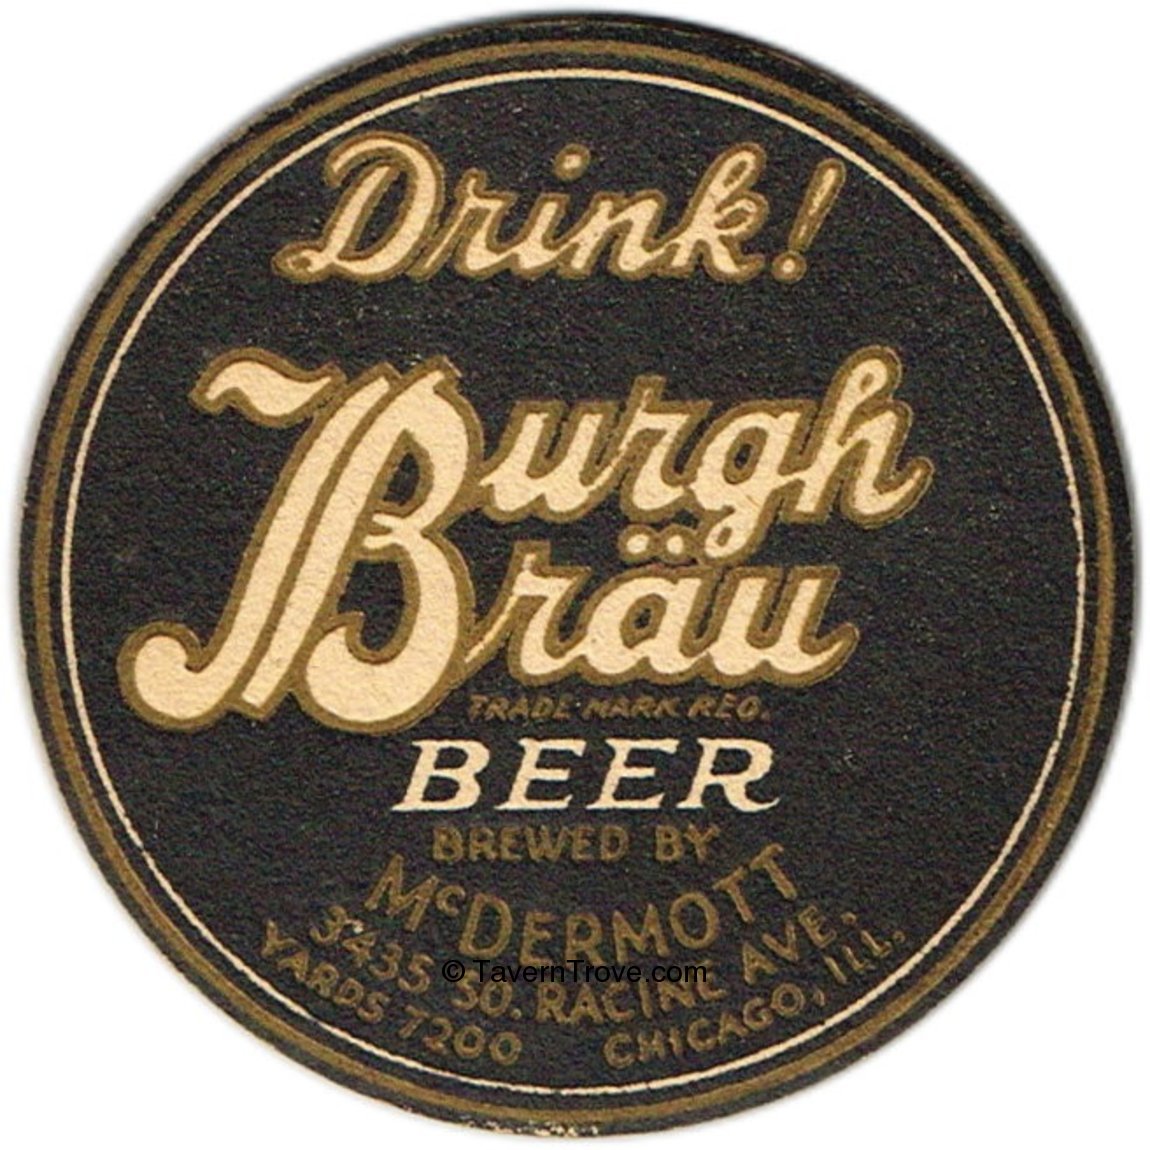 Drink!
Burgh
Bräu
TRADE MARK REG.
BEER
BREWED BY
McDERMOTT
3435 SO. RACINE AVE.
YARDS 7200 CHICAGO, ILL.
© TavernTrove.com